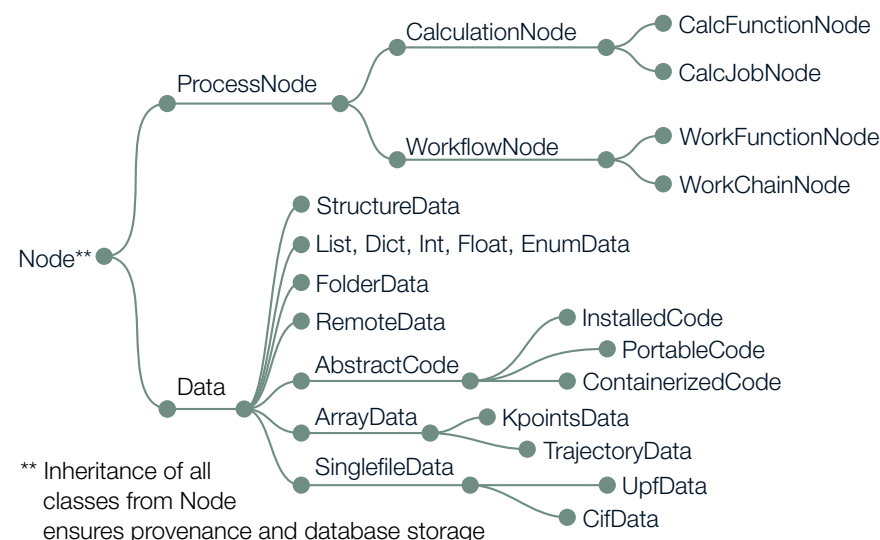 CalculationNode
CalcFunctionNode
CalcJobNode
ProcessNode
WorkflowNode
WorkFunctionNode
WorkChainNode
Node**
StructureData
List, Dict, Int, Float, EnumData
FolderData
RemoteData
Data
AbstractCode
InstalledCode
PortableCode
ContainerizedCode
ArrayData
KpointsData
TrajectoryData
SinglefileData
UpfData
CifData
** Inheritance of all
classes from Node
ensures provenance and database storage